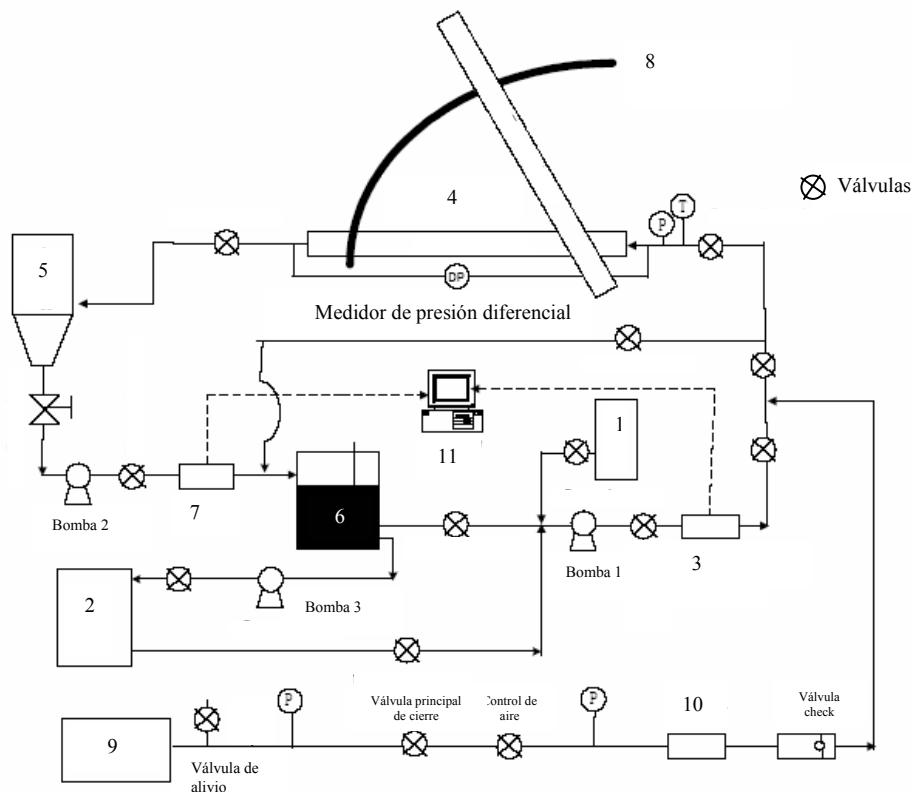 8
4
P
T
Válvulas
5
DP
Medidor de presión diferencial
1
11
7
6
3
Bomba 2
Bomba 1
Bomba 3
2
P
Válvula principal
de cierre
Control de
aire
P
10
Válvula
check
9
Válvula de
alivio